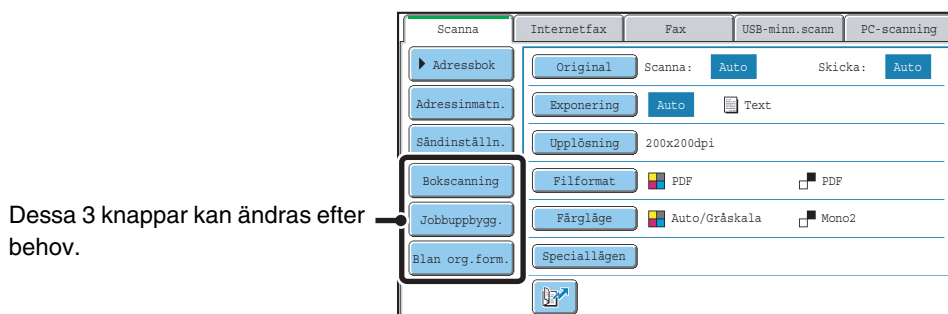 Scanna Internetfax Fax USB-minn.scann PC-scanning
Adressbok
Adressinmatn.
Sändinställn.
Bokscanning
Jobbuppbygg.
Blan org.form.
Original Scanna: Auto Skicka: Auto
Exponering Auto Text
Upplösning 200x200dpi
Filformat PDF PDF
Färgläge Auto/Gråskala Mono2
Speciallägen
Dessa 3 knappar kan ändras efter
behov.